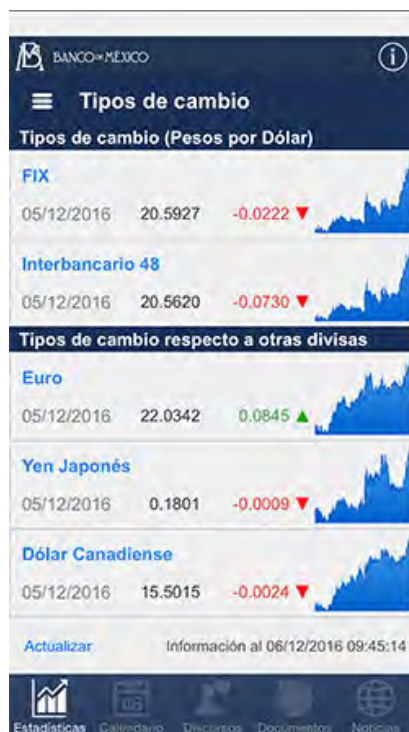 BANCO DE MÉXICO
Tipos de cambio
Tipos de cambio (Pesos por Dólar)
FIX
05/12/2016 20.5927 -0.0222 ▼
Interbancario 48
05/12/2016 20.5620 -0.0730 ▼
Tipos de cambio respecto a otras divisas
Euro
05/12/2016 22.0342 0.0845 ▲
Yen Japonés
05/12/2016 0.1801 -0.0009 ▼
Dólar Canadiense
05/12/2016 15.5015 -0.0024 ▼
Actualizar Información al 06/12/2016 09:45:14
Estadísticas Calendario Discursos Documentos Noticias